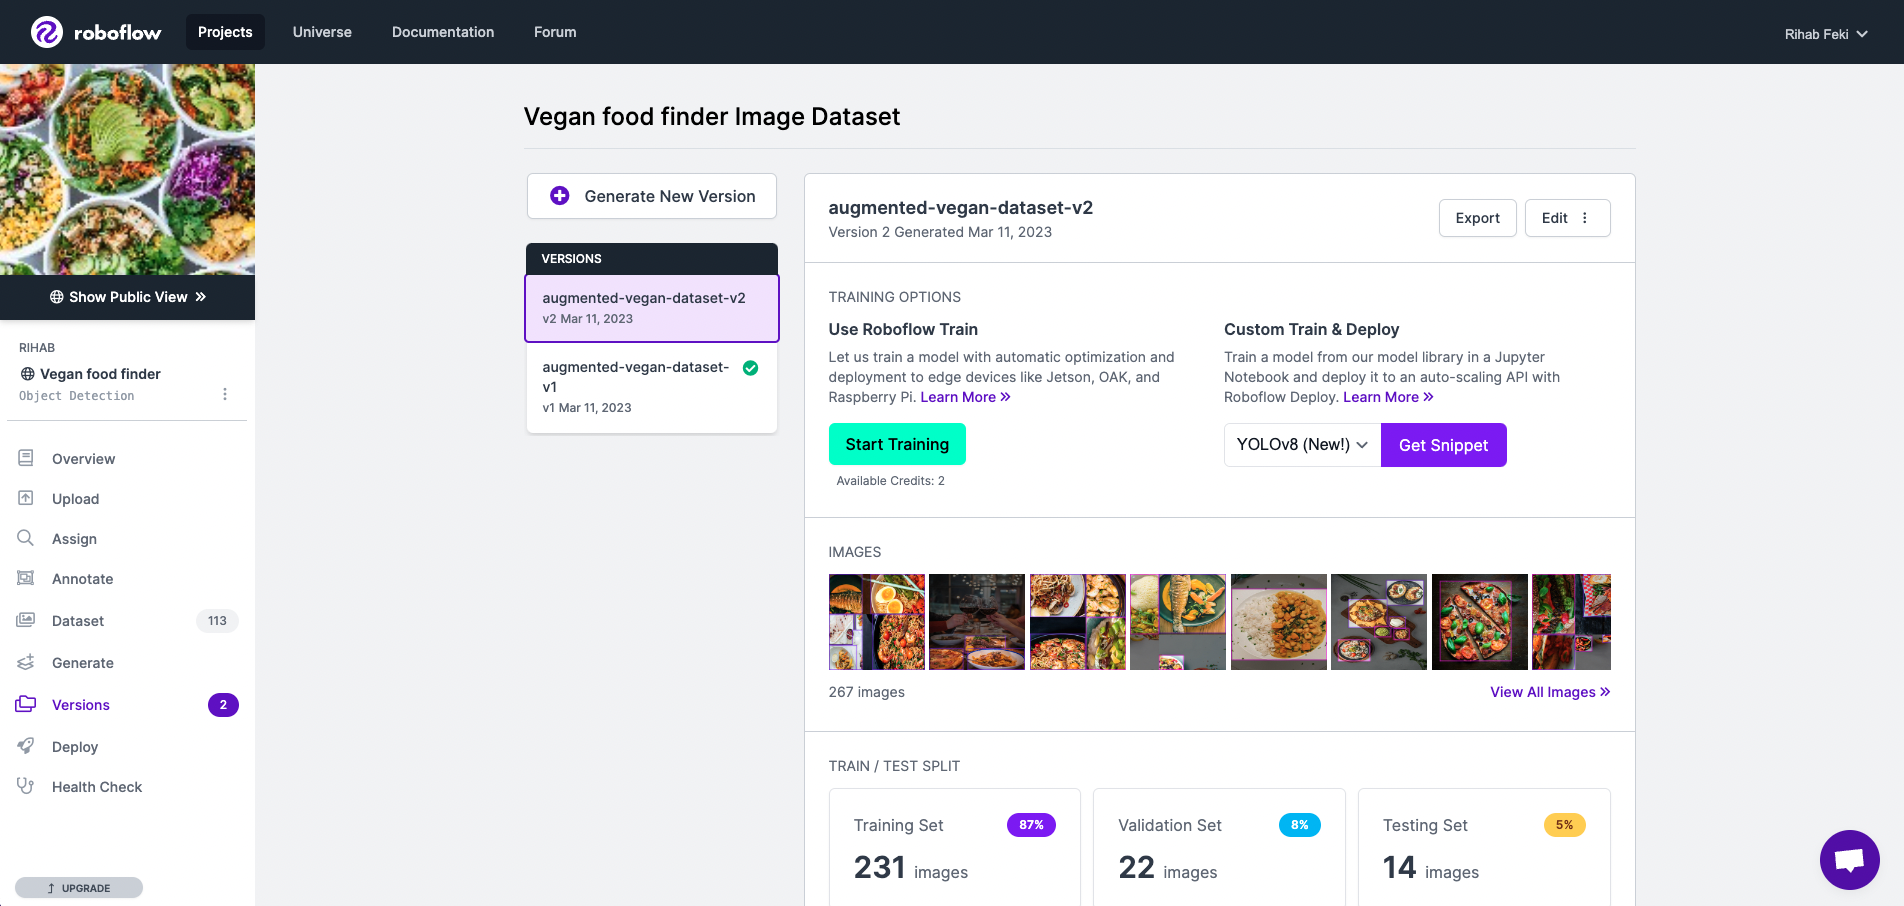 roboflow
Projects
Universe
Documentation
Forum
Rihab Feki
Show Public View
RIHAB
Vegan food finder
Object Detection
Overview
Upload
Assign
Annotate
Dataset 113
Generate
Versions 2
Deploy
Health Check
UPGRADE
Vegan food finder Image Dataset
Generate New Version
VERSIONS
augmented-vegan-dataset-v2
v2 Mar 11, 2023
augmented-vegan-dataset-
v1
v1 Mar 11, 2023
augmented-vegan-dataset-v2
Version 2 Generated Mar 11, 2023
Export
Edit
TRAINING OPTIONS
Use Roboflow Train
Let us train a model with automatic optimization and
deployment to edge devices like Jetson, OAK, and
Raspberry Pi. Learn More
Start Training
Available Credits: 2
Custom Train & Deploy
Train a model from our model library in a Jupyter
Notebook and deploy it to an auto-scaling API with
Roboflow Deploy. Learn More
YOLOv8 (New!)
Get Snippet
IMAGES
267 images
View All Images
TRAIN / TEST SPLIT
Training Set 87%
231 images
Validation Set 8%
22 images
Testing Set 5%
14 images